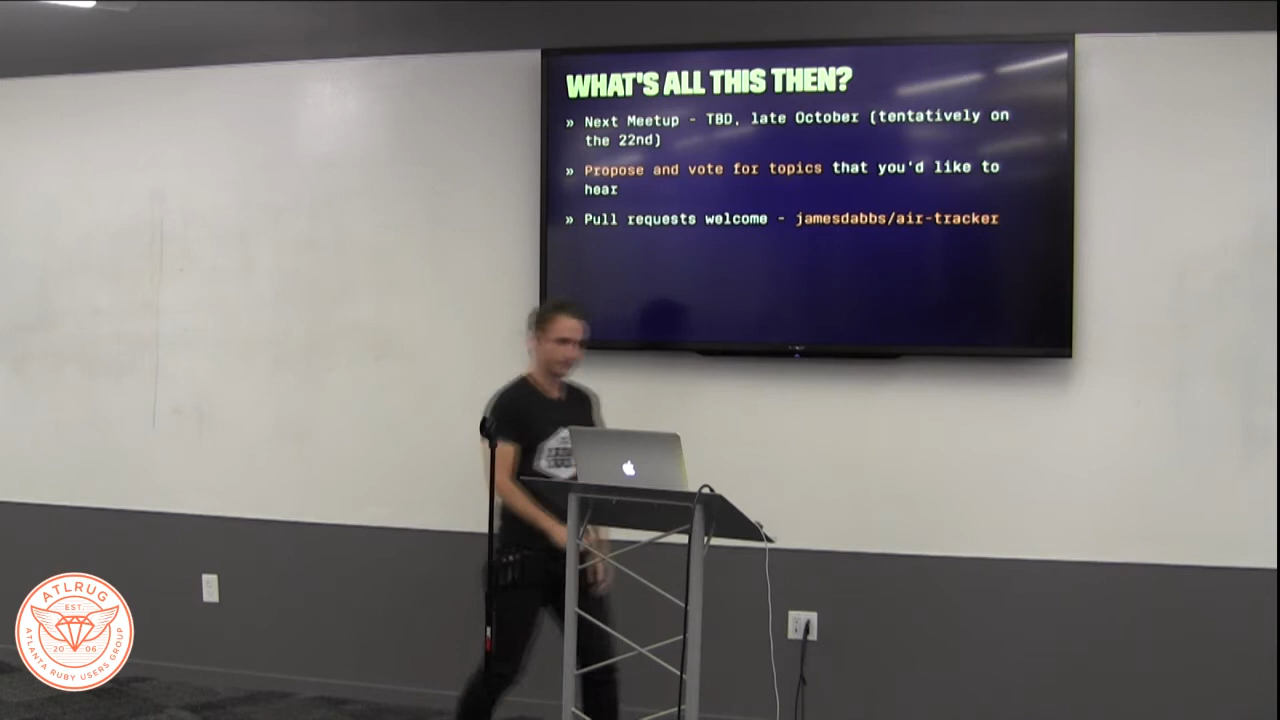 WHAT'S ALL THIS THEN?
» Next Meetup - TBD, late October (tentatively on
the 22nd)
» Propose and vote for topics that you'd like to
hear
» Pull requests welcome - jamesdabbs/air-tracker
ATLRUG
EST.
20 06
ATLANTA RUBY USERS GROUP